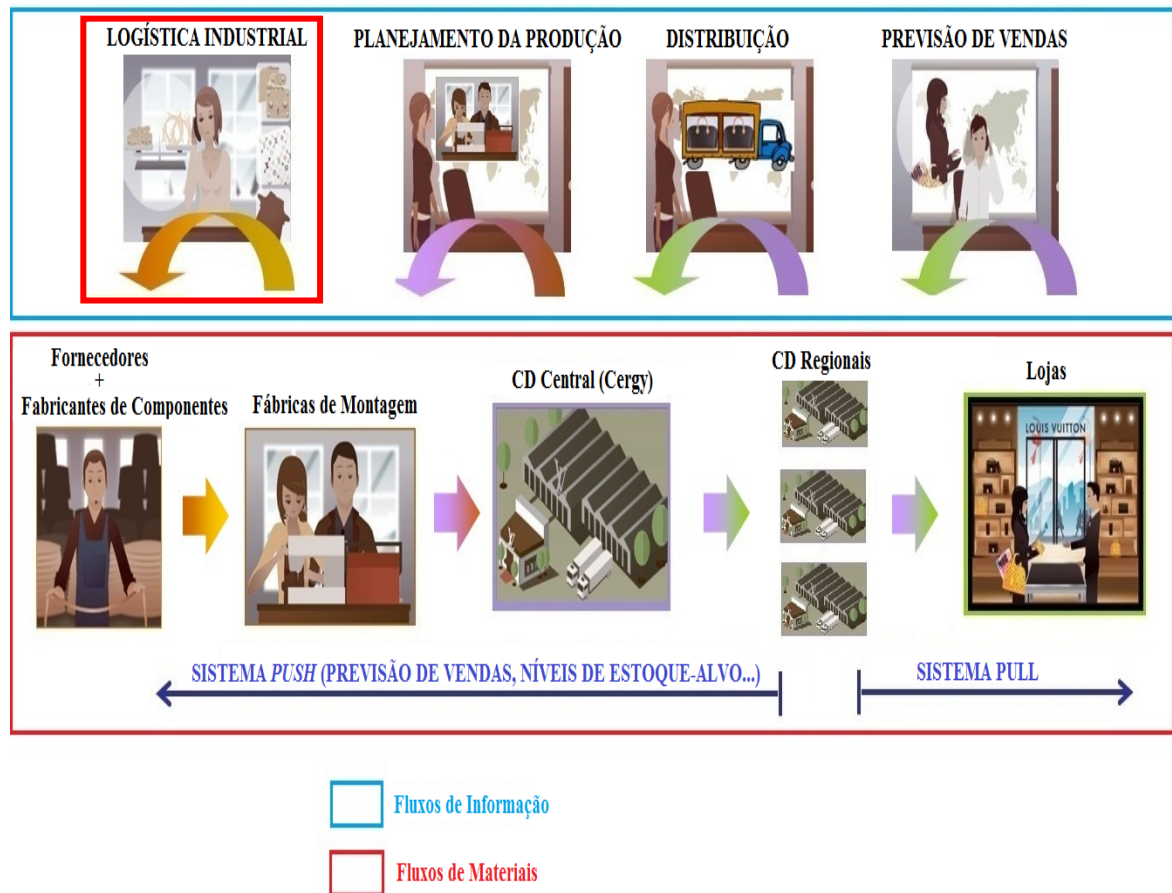 LOGÍSTICA INDUSTRIAL
PLANEJAMENTO DA PRODUÇÃO
DISTRIBUIÇÃO
PREVISÃO DE VENDAS
Fornecedores
+
Fabricantes de Componentes
Fábricas de Montagem
CD Central (Cergy)
CD Regionais
Lojas
LOUIS VUITTON
SISTEMA PUSH (PREVISÃO DE VENDAS, NÍVEIS DE ESTOQUE-ALVO...)
SISTEMA PULL
Fluxos de Informação
Fluxos de Materiais